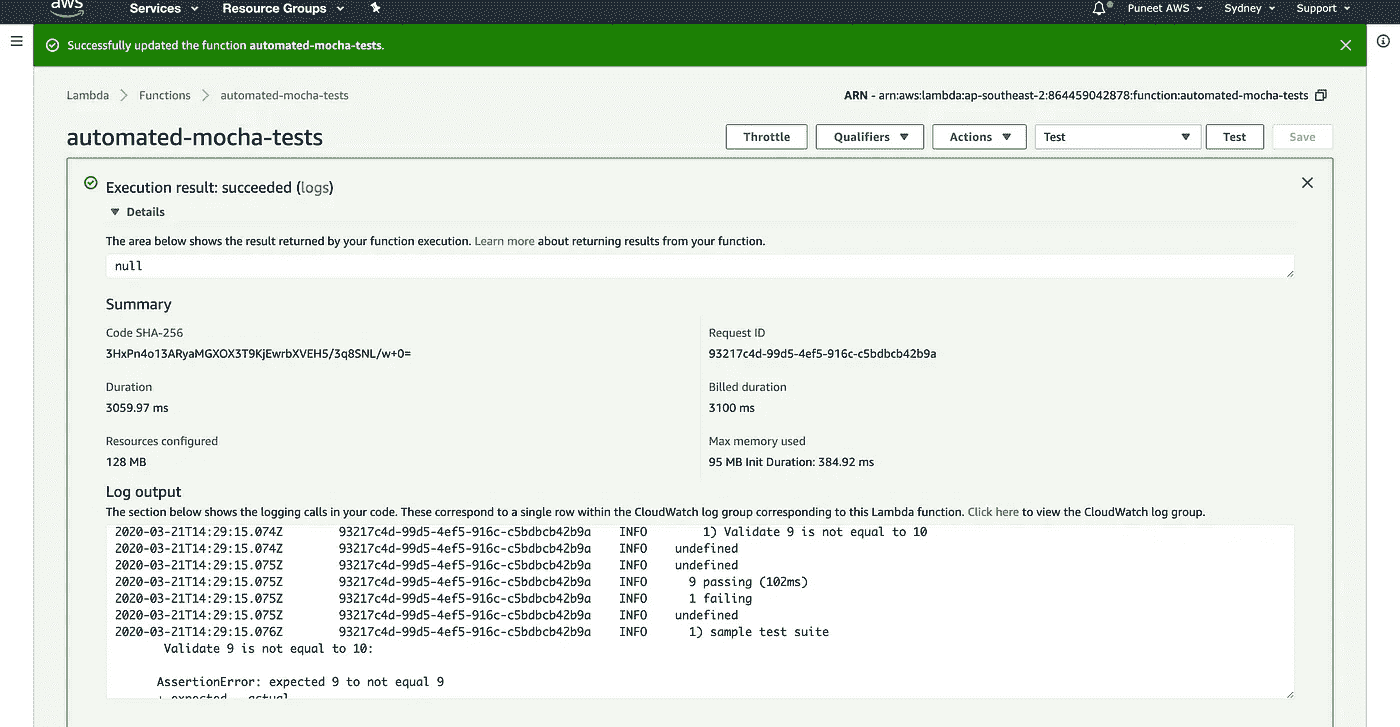 aws Services Resource Groups Puneet AWS Sydney Support
Successfully updated the function automated-mocha-tests.
Lambda Functions automated-mocha-tests ARN - arn:aws:lambda:ap-southeast-2:864459042878:function:automated-mocha-tests
automated-mocha-tests Throttle Qualifiers Actions Test Test Save
Execution result: succeeded (logs)
Details
The area below shows the result returned by your function execution. Learn more about returning results from your function.
null
Summary
Code SHA-256 Request ID
3HxPn4o13ARyaMGXOX3T9KjEwrbXVEH5/3q8SNL/w+0= 93217c4d-99d5-4ef5-916c-c5bdbcb42b9a
Duration Billed duration
3059.97 ms 3100 ms
Resources configured Max memory used
128 MB 95 MB Init Duration: 384.92 ms
Log output
The section below shows the logging calls in your code. These correspond to a single row within the CloudWatch log group corresponding to this Lambda function. Click here to view the CloudWatch log group.
2020-03-21T14:29:15.074Z 93217c4d-99d5-4ef5-916c-c5bdbcb42b9a INFO 1) Validate 9 is not equal to 10
2020-03-21T14:29:15.074Z 93217c4d-99d5-4ef5-916c-c5bdbcb42b9a INFO undefined
2020-03-21T14:29:15.075Z 93217c4d-99d5-4ef5-916c-c5bdbcb42b9a INFO undefined
2020-03-21T14:29:15.075Z 93217c4d-99d5-4ef5-916c-c5bdbcb42b9a INFO 9 passing (102ms)
2020-03-21T14:29:15.075Z 93217c4d-99d5-4ef5-916c-c5bdbcb42b9a INFO 1 failing
2020-03-21T14:29:15.075Z 93217c4d-99d5-4ef5-916c-c5bdbcb42b9a INFO undefined
2020-03-21T14:29:15.076Z 93217c4d-99d5-4ef5-916c-c5bdbcb42b9a INFO 1) sample test suite
Validate 9 is not equal to 10:
AssertionError: expected 9 to not equal 9
+ expected - actual